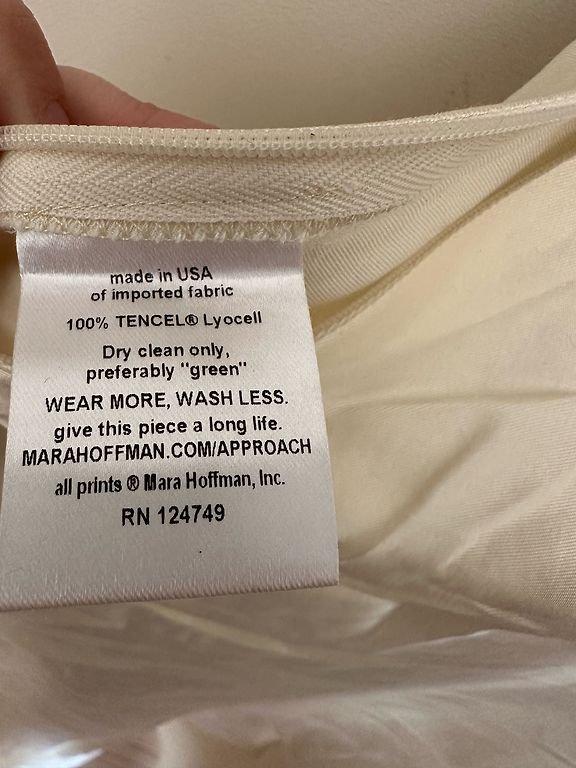 made in USA
of imported fabric
100% TENCEL® Lyocell
Dry clean only,
preferably "green"
WEAR MORE, WASH LESS.
give this piece a long life.
MARAHOFFMAN.COM/APPROACH
all prints ® Mara Hoffman, Inc.
RN 124749